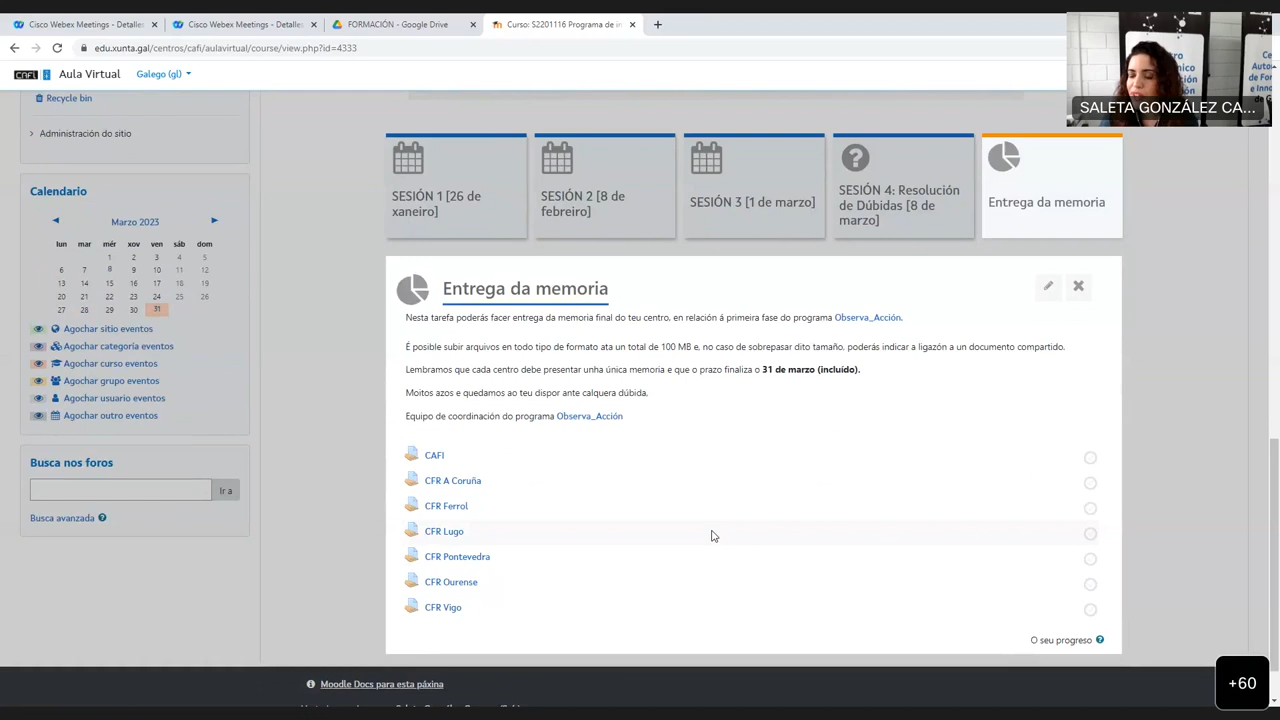 Cisco Webex Meetings - Detalles
Cisco Webex Meetings - Detalles
FORMACIÓN - Google Drive
Curso: S2201116 Programa de in
edu.xunta.gal/centros/cafi/aulavirtual/course/view.php?id=4333
CAFI Aula Virtual Galego (gl)
SALETA GONZÁLEZ CA...
Recycle bin
Administración do sitio
Calendario
Marzo 2023
lun mar mér xov ven sáb dom
1 2 3 4 5
6 7 8 9 10 11 12
13 14 15 16 17 18 19
20 21 22 23 24 25 26
27 28 29 30 31
Agochar sitio eventos
Agochar categoría eventos
Agochar curso eventos
Agochar grupo eventos
Agochar usuario eventos
Agochar outro eventos
Busca nos foros
Ir a
Busca avanzada
SESIÓN 1 [26 de
xaneiro]
SESIÓN 2 [8 de
febreiro]
SESIÓN 3 [1 de marzo]
SESIÓN 4: Resolución
de Dúbidas [8 de
marzo]
Entrega da memoria
Entrega da memoria
Nesta tarefa poderás facer entrega da memoria final do teu centro, en relación á primeira fase do programa Observa_Acción.
É posible subir arquivos en todo tipo de formato ata un total de 100 MB e, no caso de sobrepasar dito tamaño, poderás indicar a ligazón a un documento compartido.
Lembramos que cada centro debe presentar unha única memoria e que o prazo finaliza o 31 de marzo (incluído).
Moitos azos e quedamos ao teu dispor ante calquera dúbida,
Equipo de coordinación do programa Observa_Acción
CAFI
CFR A Coruña
CFR Ferrol
CFR Lugo
CFR Pontevedra
CFR Ourense
CFR Vigo
O seu progreso
Moodle Docs para esta páxina
+60